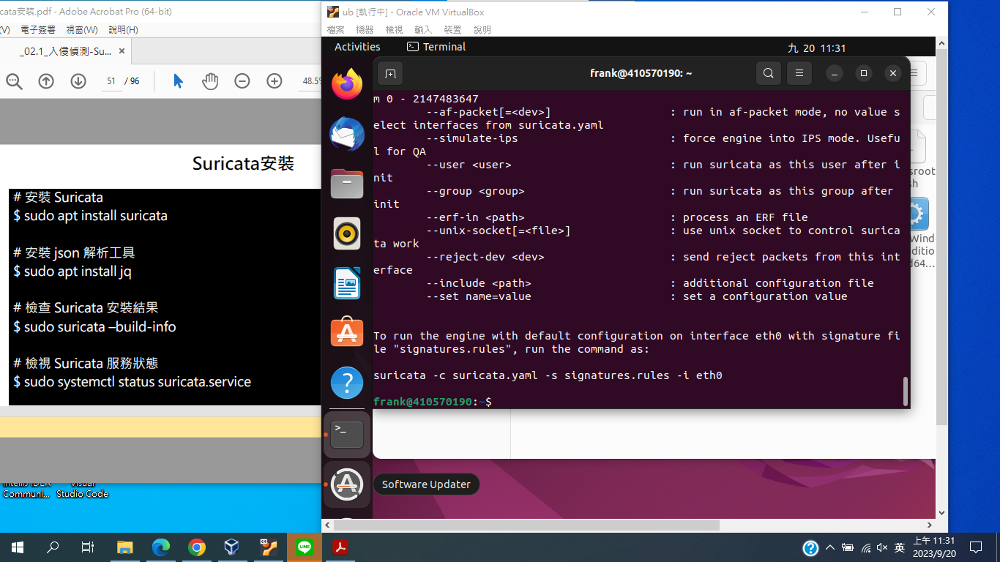 cata安裝.pdf - Adobe Acrobat Pro (64-bit)
(V) 電子簽署 視窗(W) 說明(H)
_02.1_入侵偵測-Su... ×
51 / 96
48.5%
Suricata安裝
# 安裝 Suricata
$ sudo apt install suricata
# 安裝 json 解析工具
$ sudo apt install jq
# 檢查 Suricata 安裝結果
$ sudo suricata –build-info
# 檢視 Suricata 服務狀態
$ sudo systemctl status suricata.service
Communi...
Visual
Studio Code
ub [執行中] - Oracle VM VirtualBox
檔案 機器 檢視 輸入 裝置 說明
Activities Terminal 九 20 11:31
frank@410570190: ~
m 0 - 2147483647
--af-packet[=<dev>] : run in af-packet mode, no value s
elect interfaces from suricata.yaml
--simulate-ips : force engine into IPS mode. Usefu
l for QA
--user <user> : run suricata as this user after i
nit
--group <group> : run suricata as this group after
init
--erf-in <path> : process an ERF file
--unix-socket[=<file>] : use unix socket to control surica
ta work
--reject-dev <dev> : send reject packets from this int
erface
--include <path> : additional configuration file
--set name=value : set a configuration value
To run the engine with default configuration on interface eth0 with signature fi
le "signatures.rules", run the command as:
suricata -c suricata.yaml -s signatures.rules -i eth0
frank@410570190:~$
sroot
sh
Wind
ditio
d64...
Software Updater
LINE
英
上午 11:31
2023/9/20